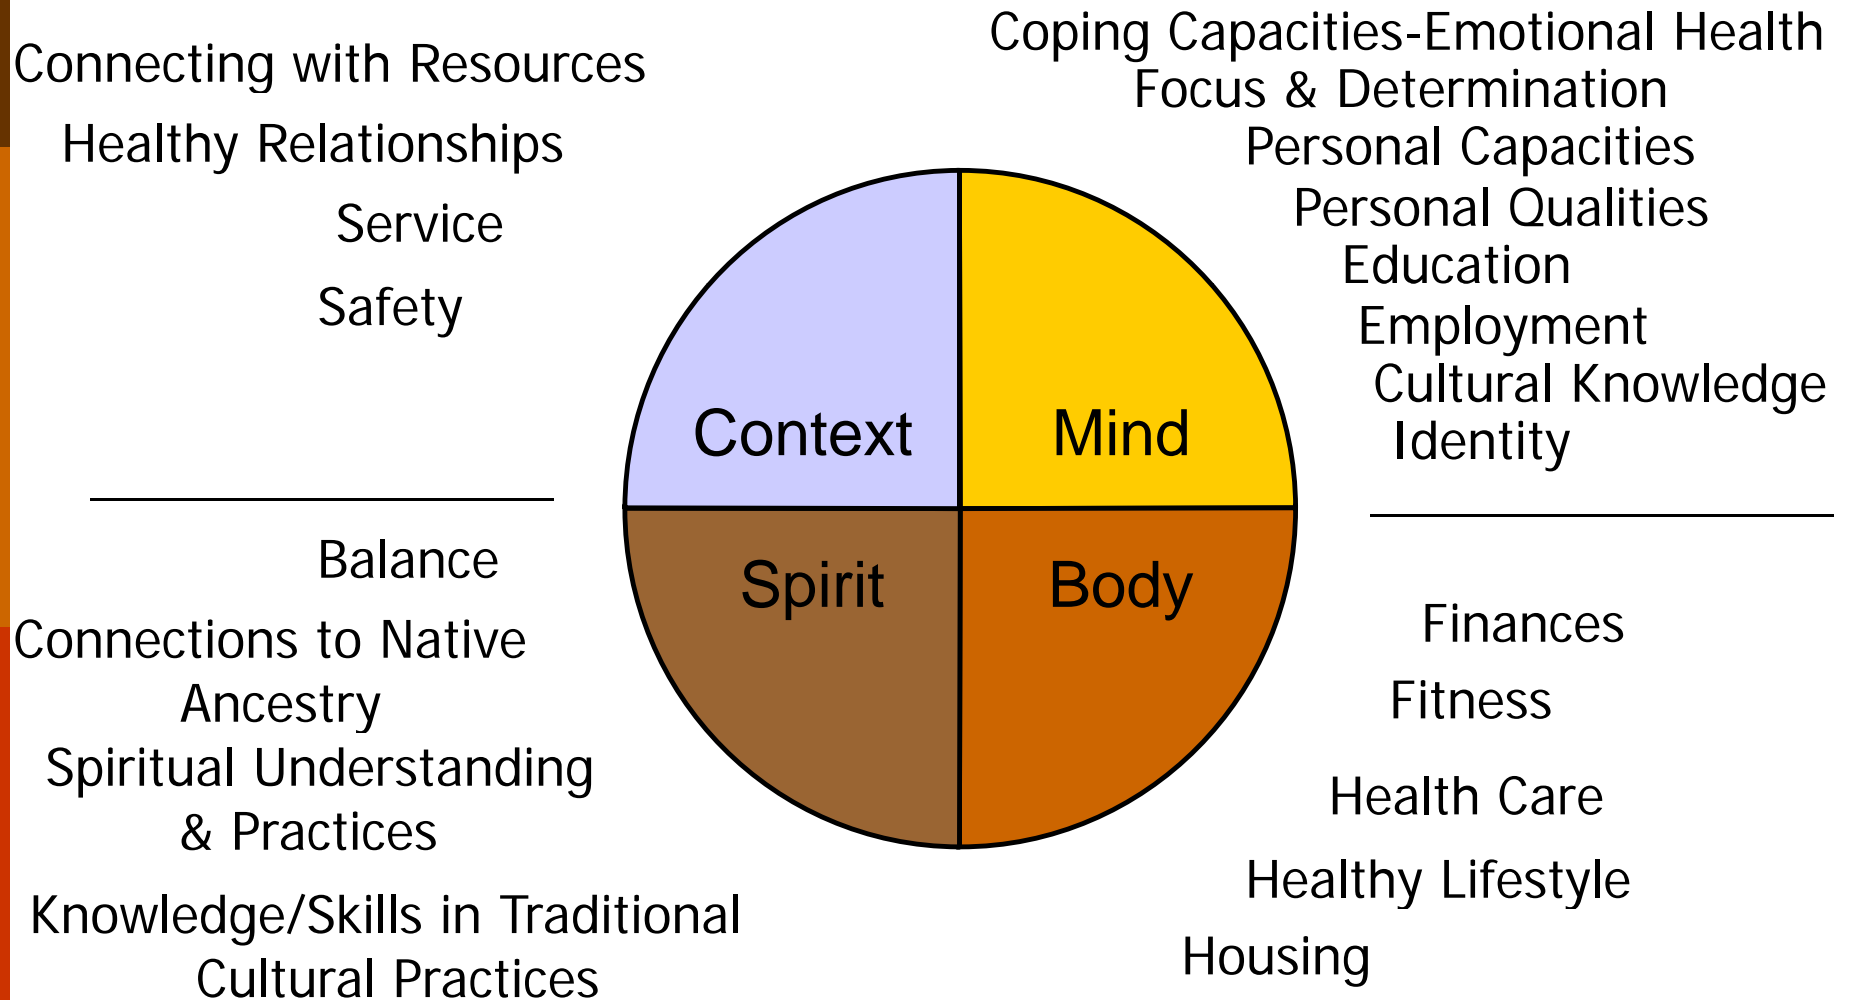 Connecting with Resources
Healthy Relationships
Service
Safety
Coping Capacities-Emotional Health
Focus & Determination
Personal Capacities
Personal Qualities
Education
Employment
Cultural Knowledge
Identity
Context
Mind
Spirit
Body
Balance
Connections to Native
Ancestry
Spiritual Understanding
& Practices
Knowledge/Skills in Traditional
Cultural Practices
Finances
Fitness
Health Care
Healthy Lifestyle
Housing